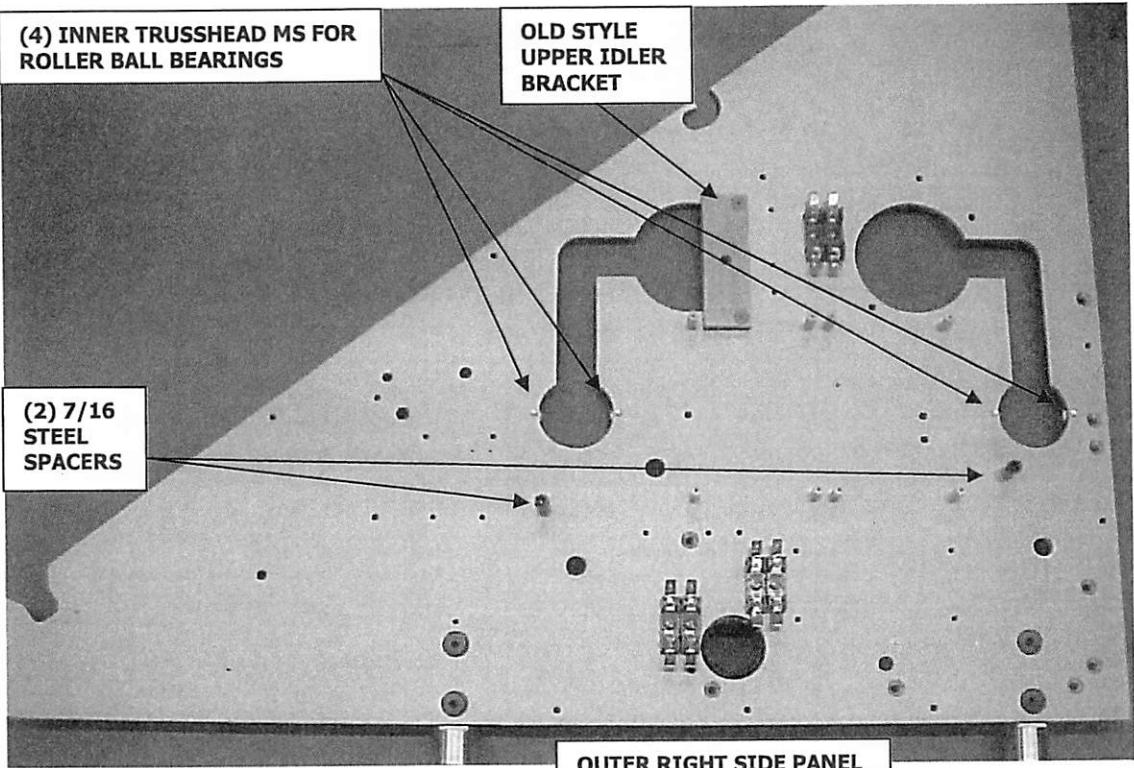 (4) INNER TRUSSHEAD MS FOR
ROLLER BALL BEARINGS
OLD STYLE
UPPER IDLER
BRACKET
(2) 7/16
STEEL
SPACERS
OUTER RIGHT SIDE PANEL